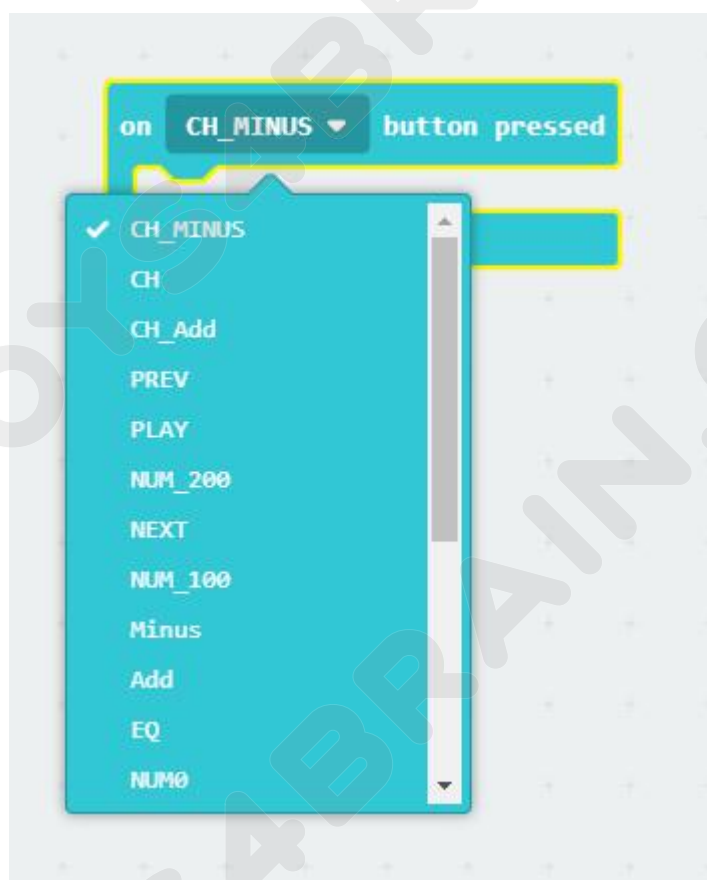 on CH_MINUS button pressed
CH_MINUS
CH
CH_Add
PREV
PLAY
NUM_200
NEXT
NUM_100
Minus
Add
EQ
NUM0